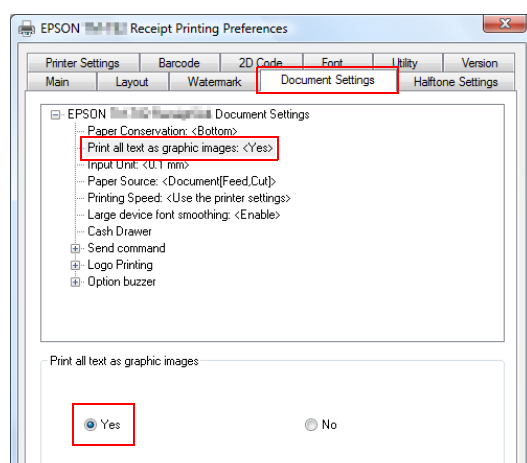 EPSON Receipt Printing Preferences
Printer Settings Barcode 2D Code Font Utility Version
Main Layout Watermark Document Settings Halftone Settings
EPSON Document Settings
Paper Conservation: <Bottom>
Print all text as graphic images: <Yes>
Input Unit: <0.1 mm>
Paper Source: <Document[Feed,Cut]>
Printing Speed: <Use the printer settings>
Large device font smoothing: <Enable>
Cash Drawer
Send command
Logo Printing
Option buzzer
Print all text as graphic images
Yes No